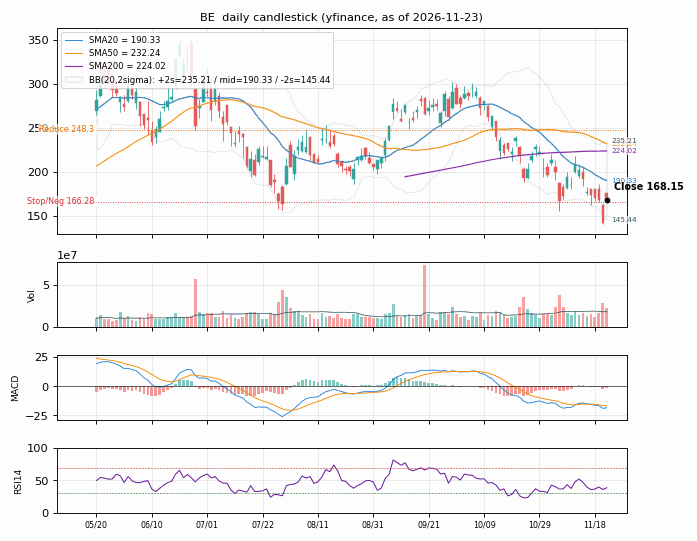 BE  daily candlestick (yfinance, as of 2026-11-23)
350
300
250
200
150
SMA20 = 190.33
SMA50 = 232.24
SMA200 = 224.02
BB(20,2sigma): +2s=235.21 / mid=190.33 / -2s=145.44
Reduce 248.3
Stop/Neg 166.28
235.21
224.02
190.33
Close 168.15
145.44
1e7
Vol
5
0
MACD
25
0
−25
RSI14
100
50
0
05/20
06/10
07/01
07/22
08/11
08/31
09/21
10/09
10/29
11/18